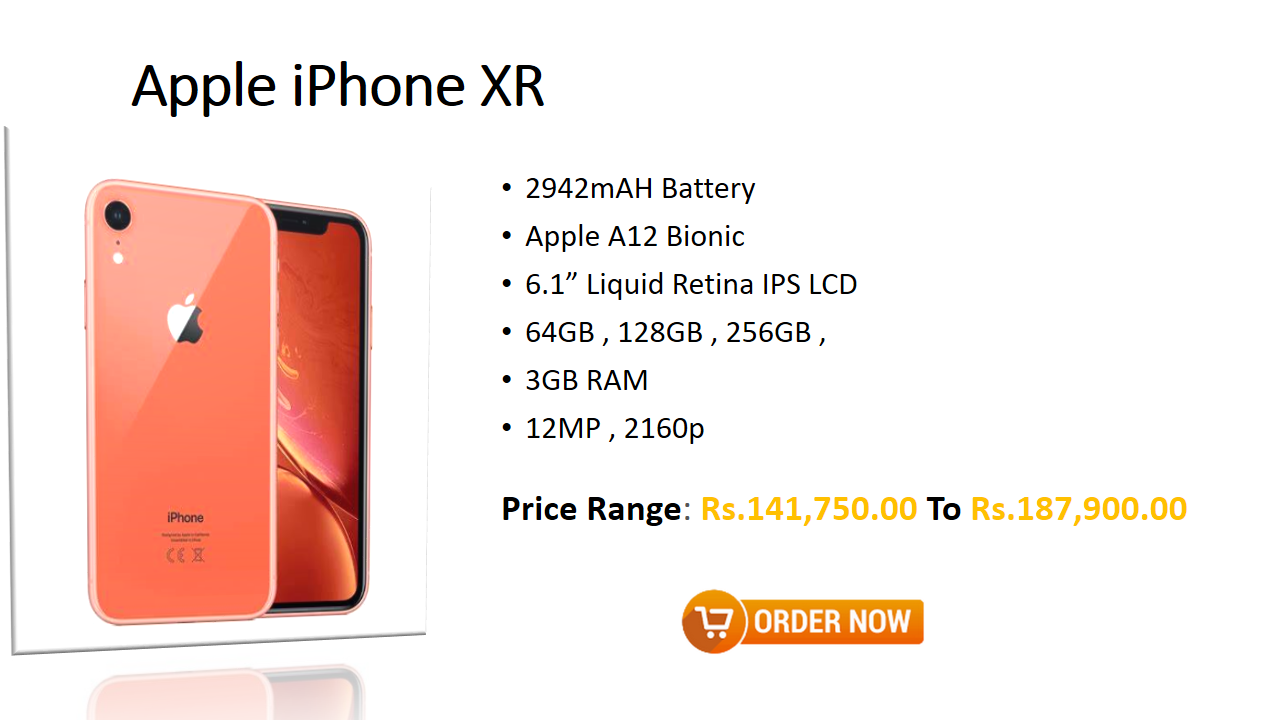 Apple iPhone XR
• 2942mAH Battery
• Apple A12 Bionic
• 6.1” Liquid Retina IPS LCD
• 64GB , 128GB , 256GB ,
• 3GB RAM
• 12MP , 2160p
Price Range: Rs.141,750.00 To Rs.187,900.00
ORDER NOW
iPhone